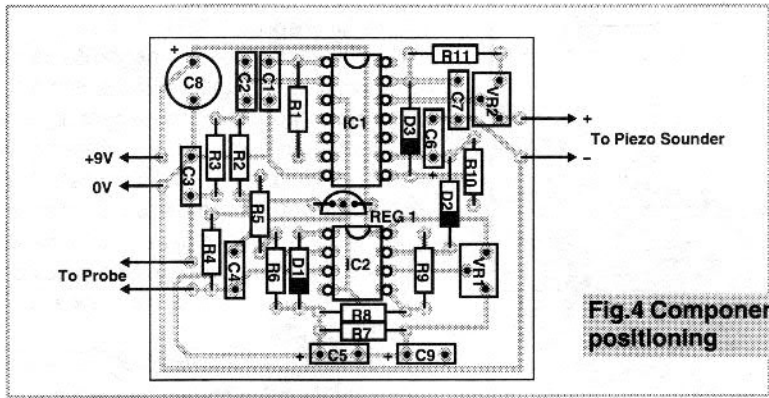 +
C8
C2
C1
R1
IC1
R11
D3
C6
C7
VR2
+
To Piezo Sounder
–
+9V
0V
C3
R3
R2
R5
REG 1
+
R10
D2
R4
C4
R6
D1
IC2
R9
VR1
To Probe
R8
R7
+ C5
+ C9
Fig.4 Componen
positioning